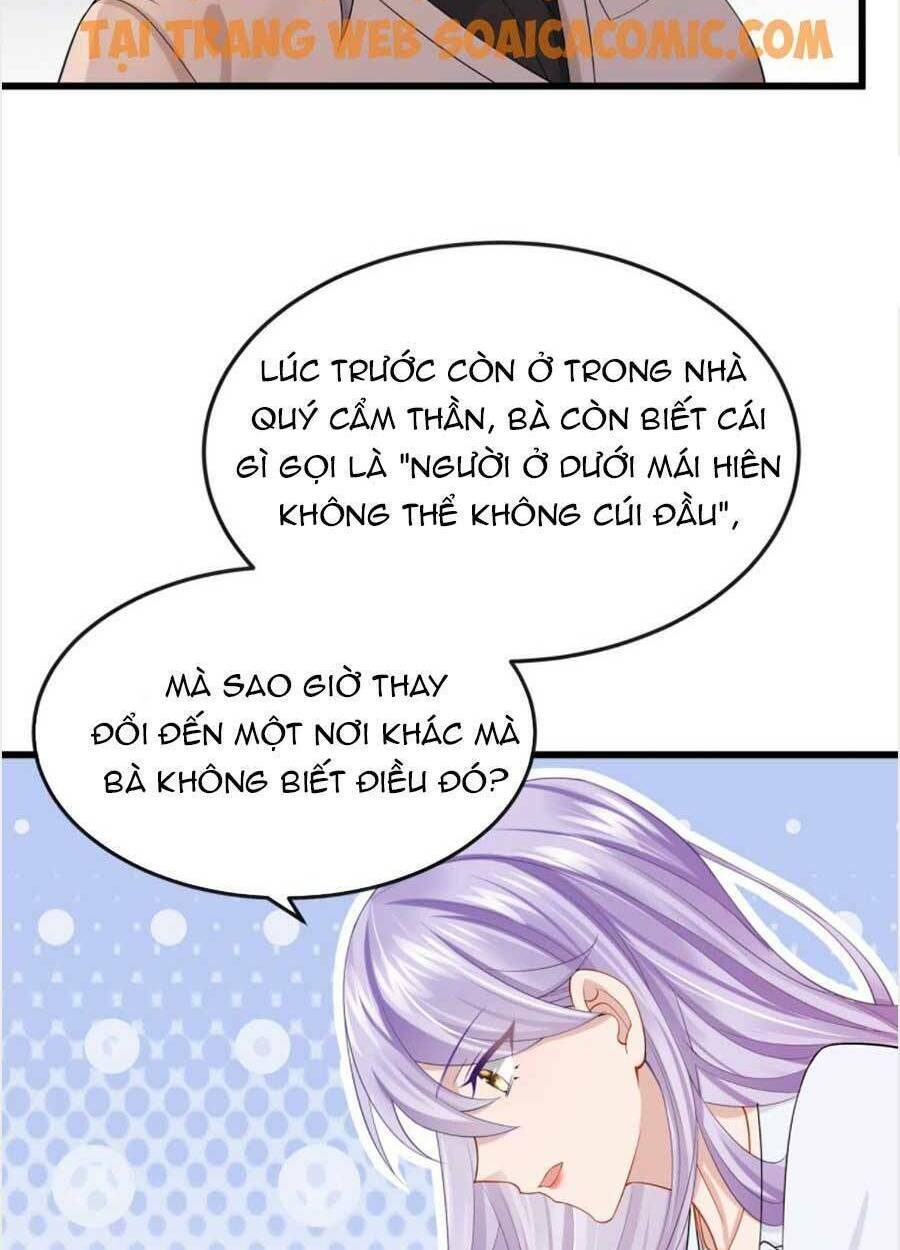 TẠI TRANG WEB SOAICACOMIC.COM
LÚC TRƯỚC CÒN Ở TRONG NHÀ
QUÝ CẨM THẦN, BÀ CÒN BIẾT CÁI
GÌ GỌI LÀ "NGƯỜI Ở DƯỚI MÁI HIÊN
KHÔNG THỂ KHÔNG CÚI ĐẦU",
MÀ SAO GIỜ THAY
ĐỔI ĐẾN MỘT NƠI KHÁC MÀ
BÀ KHÔNG BIẾT ĐIỀU ĐÓ?